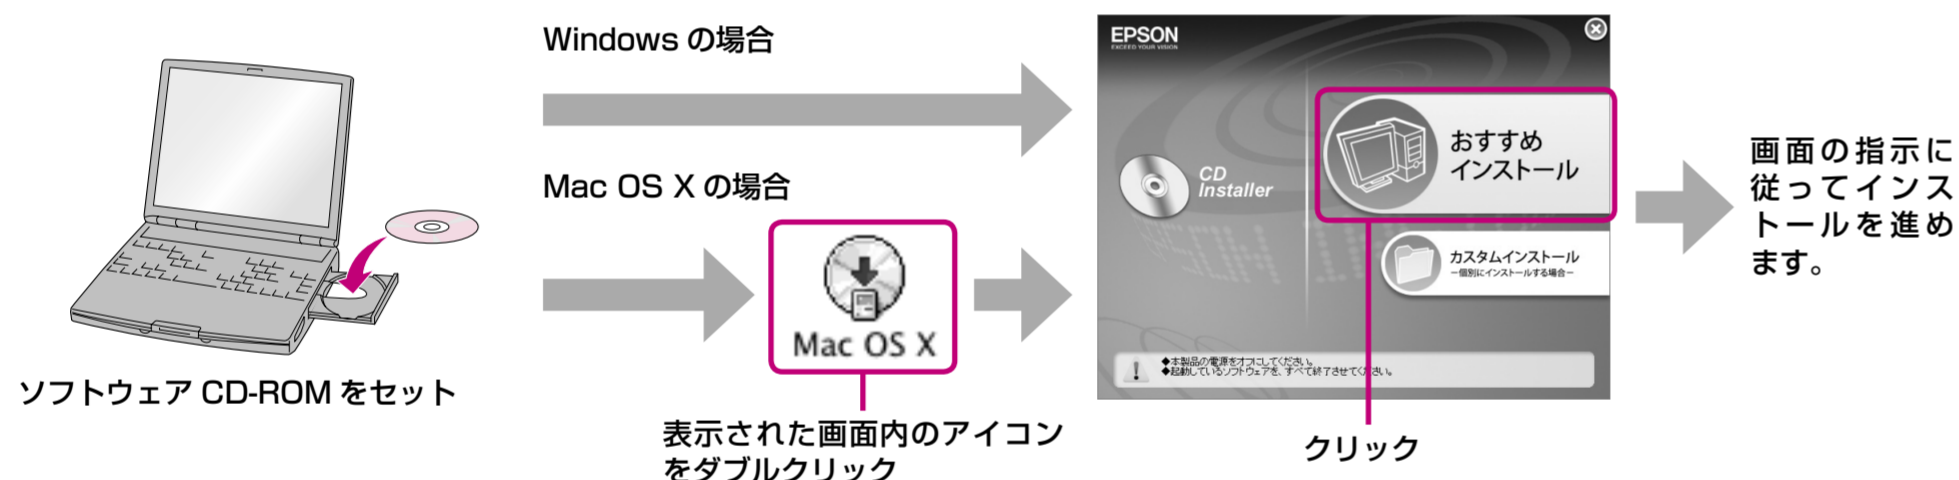 ソフトウェア CD-ROM をセット
Windows の場合
Mac OS X の場合
Mac OS X
表示された画面内のアイコン
をダブルクリック
EPSON
EXCEED YOUR VISION
CD
Installer
おすすめ
インストール
カスタムインストール
－個別にインストールする場合－
◆本製品の電源をオフにしてください。
◆起動しているソフトウェアを、すべて終了させてください。
クリック
画面の指示に
従ってインス
トールを進め
ます。